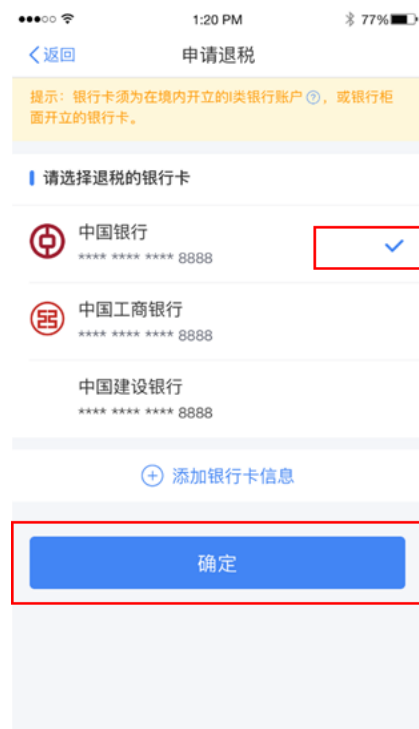 1:20 PM
77%
返回
申请退税
提示：银行卡须为在境内开立的I类银行账户?，或银行柜
面开立的银行卡。
请选择退税的银行卡
中国银行
**** **** **** 8888
中国工商银行
**** **** **** 8888
中国建设银行
**** **** **** 8888
添加银行卡信息
确定